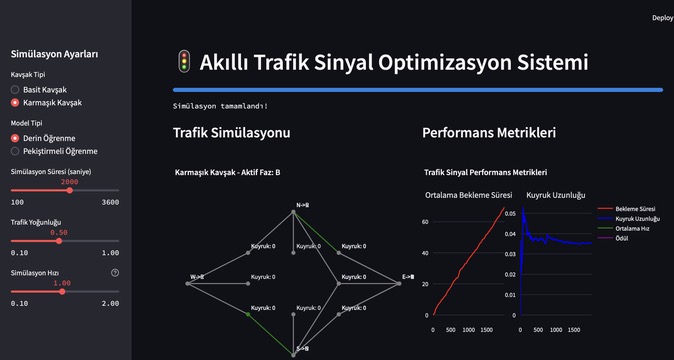 Deploy
Simülasyon Ayarları
Kavşak Tipi
Basit Kavşak
Karmaşık Kavşak
Model Tipi
Derin Öğrenme
Pekiştirmeli Öğrenme
Simülasyon Süresi (saniye)
2000
100 3600
Trafik Yoğunluğu
0.50
0.10 1.00
Simülasyon Hızı
1.00
0.10 2.00
Akıllı Trafik Sinyal Optimizasyon Sistemi
Simülasyon tamamlandı!
Trafik Simülasyonu
Karmaşık Kavşak - Aktif Faz: B
Kuyruk: 0 Kuyruk: 0 Kuyruk: 0
Kuyruk: 0 Kuyruk: 0
Kuyruk: 0 Kuyruk: 0 Kuyruk: 0
Performans Metrikleri
Trafik Sinyal Performans Metrikleri
Ortalama Bekleme Süresi Kuyruk Uzunluğu
60
40
20
0
0 500 1000 1500
0.05
0.04
0.03
0.02
0.01
0
0 500 1000 1500
Bekleme Süresi
Kuyruk Uzunluğu
Ortalama Hız
Ödül